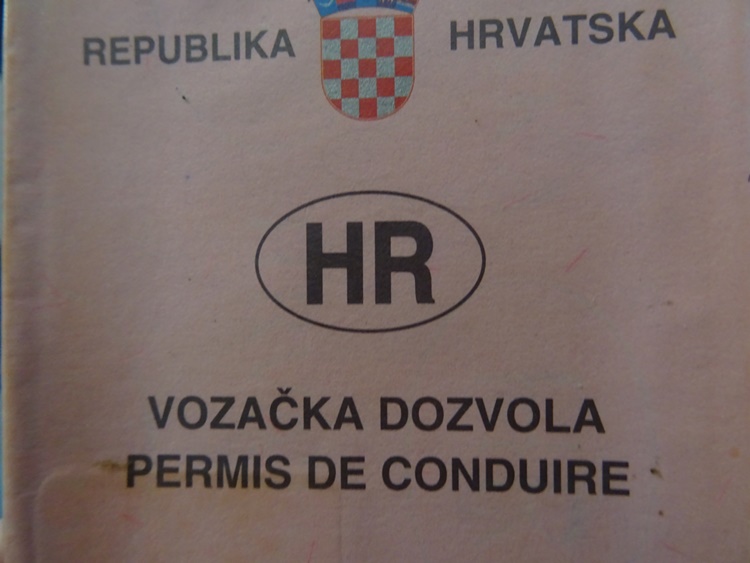 REPUBLIKA HRVATSKA
HR
VOZAČKA DOZVOLA
PERMIS DE CONDUIRE